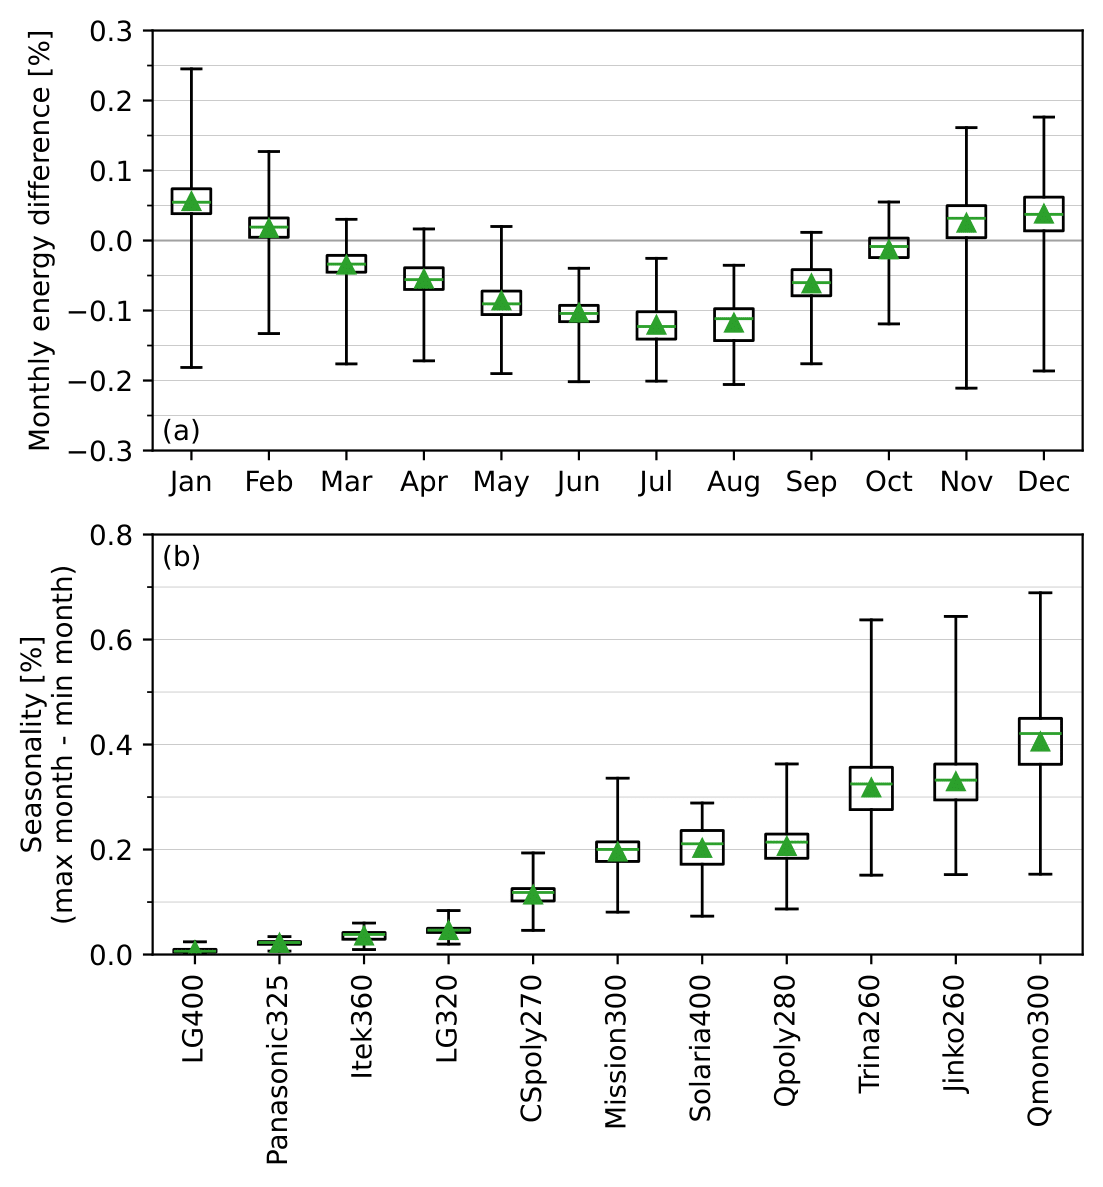 Monthly energy difference [%]
0.3
0.2
0.1
0.0
−0.1
−0.2
−0.3
(a)
Jan Feb Mar Apr May Jun Jul Aug Sep Oct Nov Dec
Seasonality [%]
(max month - min month)
0.8
0.6
0.4
0.2
0.0
(b)
LG400
Panasonic325
Itek360
LG320
CSpoly270
Mission300
Solaria400
Qpoly280
Trina260
Jinko260
Qmono300